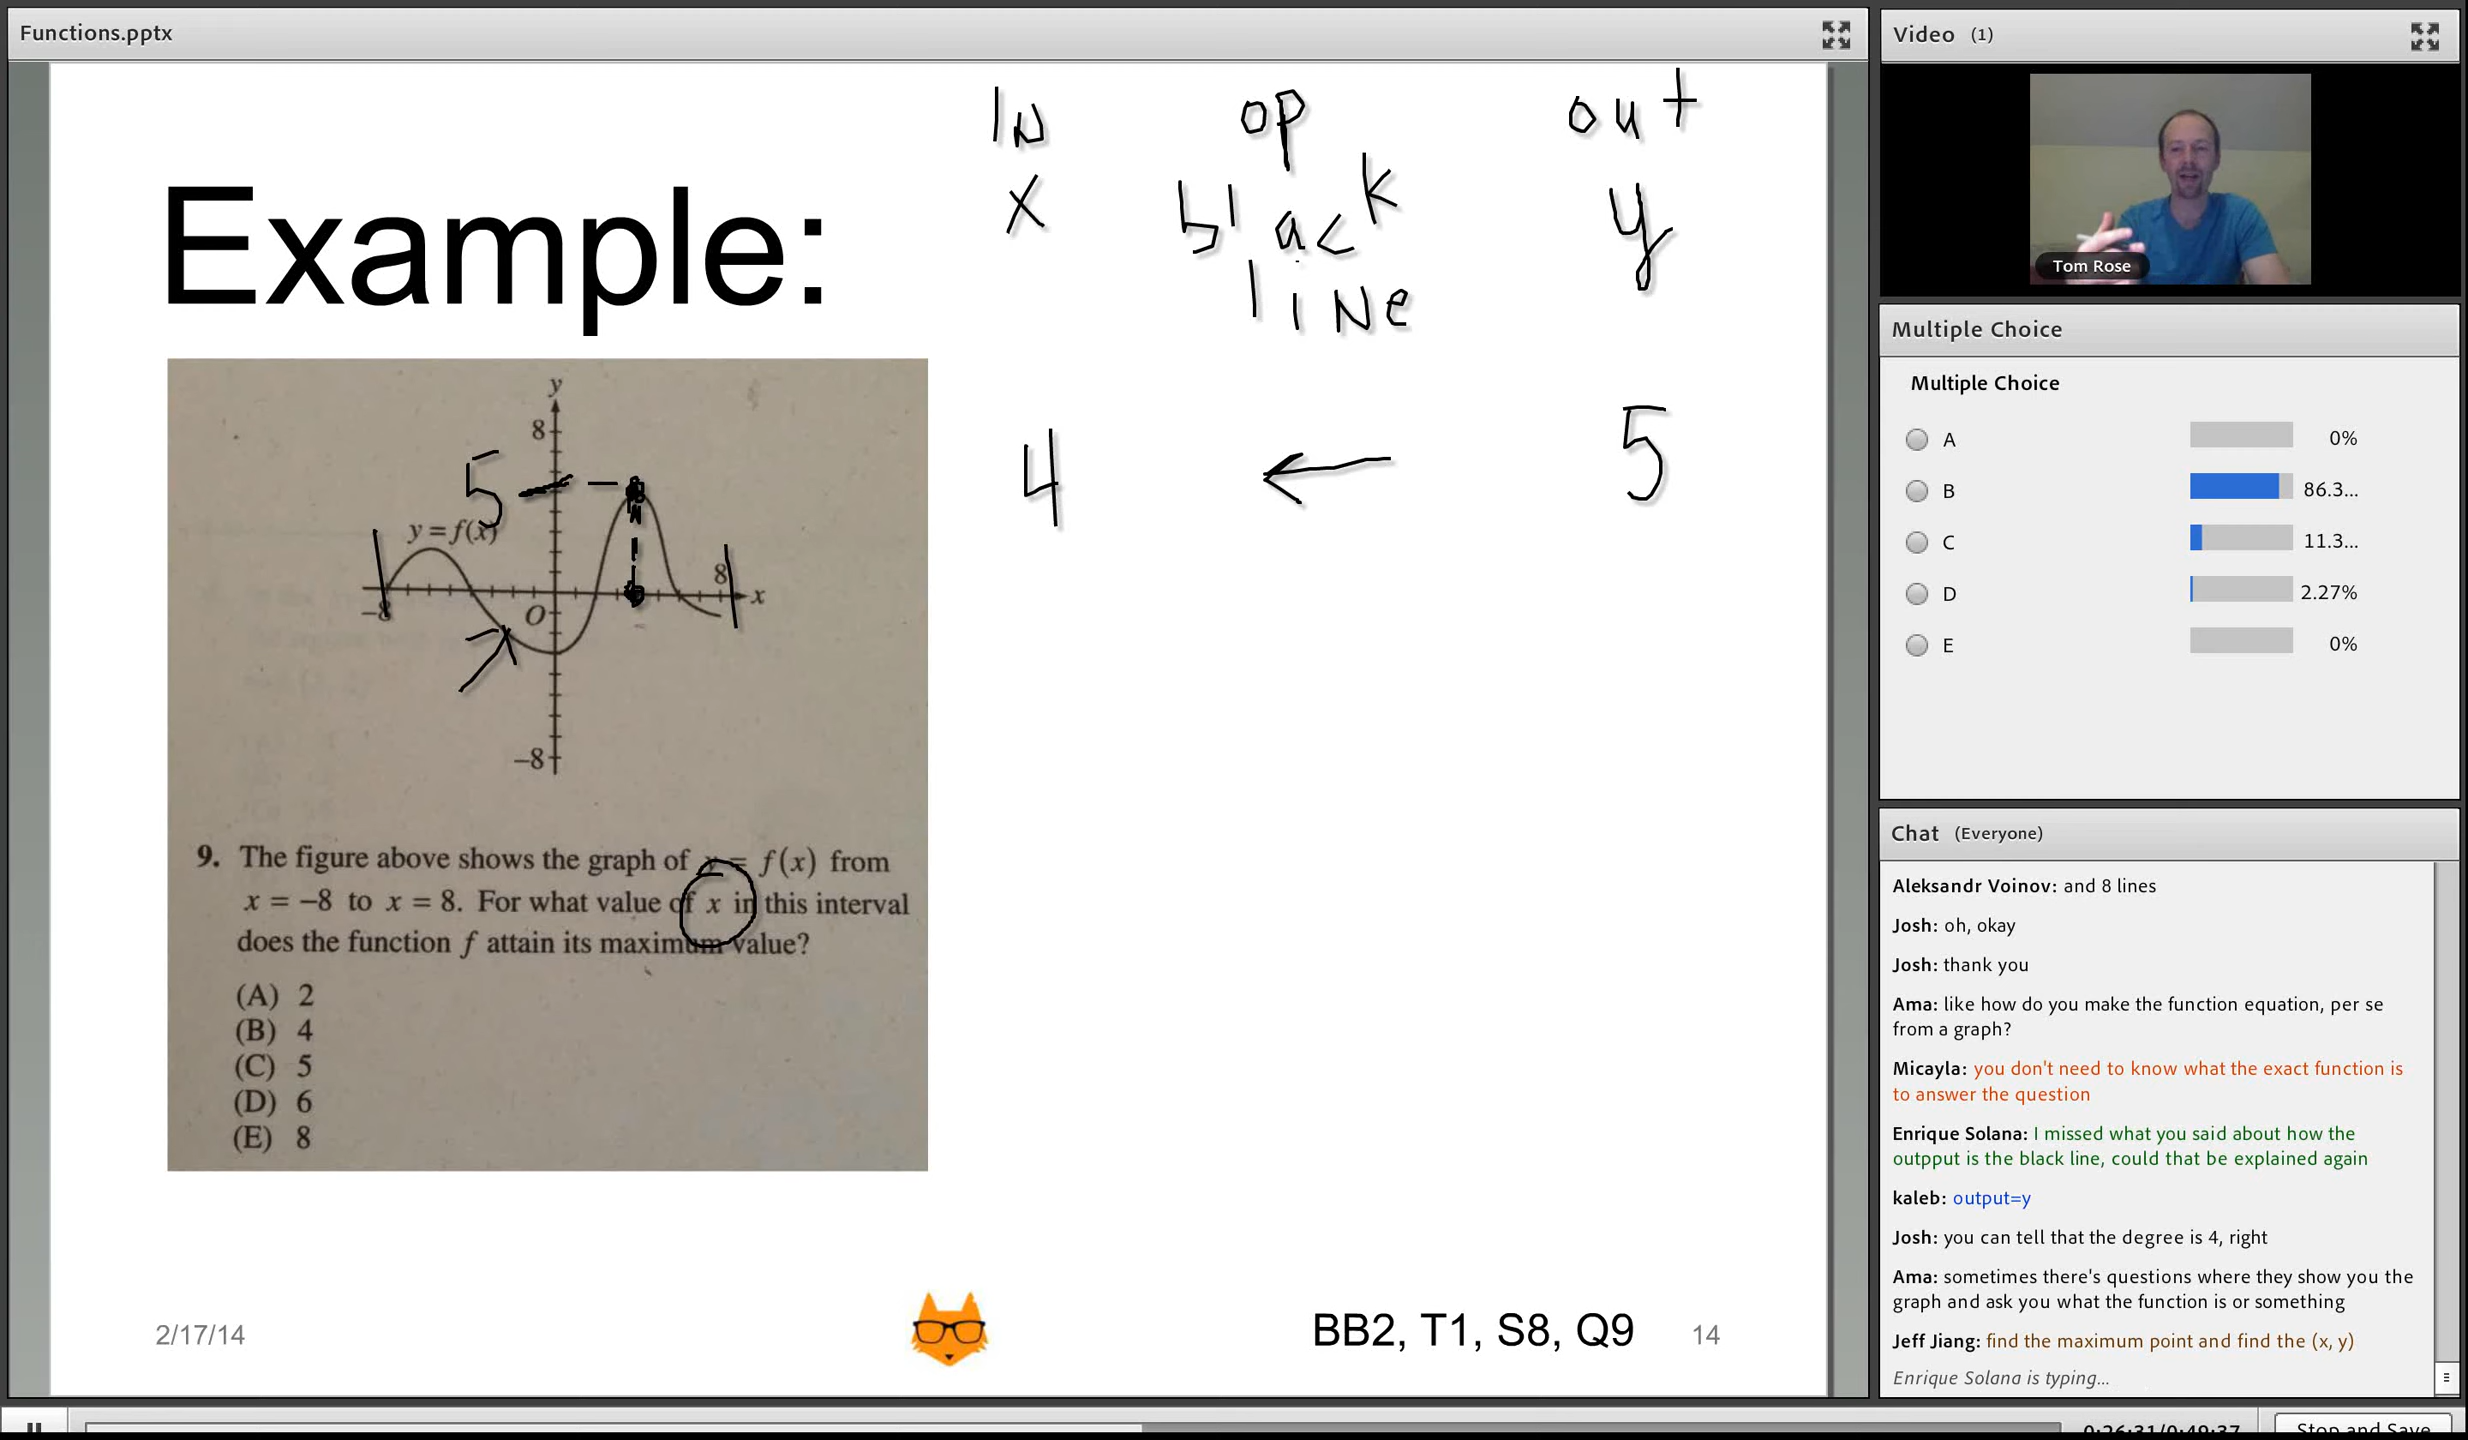 Functions.pptx
Example:
In op out
x black y
line
4 ← 5
y
8
5
y = f(x)
8
-8
O
x
-8
9. The figure above shows the graph of y = f(x) from
x = −8 to x = 8. For what value of x in this interval
does the function f attain its maximum value?
(A) 2
(B) 4
(C) 5
(D) 6
(E) 8
2/17/14
BB2, T1, S8, Q9
14
Video (1)
Tom Rose
Multiple Choice
Multiple Choice
A 0%
B 86.3...
C 11.3...
D 2.27%
E 0%
Chat (Everyone)
Aleksandr Voinov: and 8 lines
Josh: oh, okay
Josh: thank you
Ama: like how do you make the function equation, per se
from a graph?
Micayla: you don't need to know what the exact function is
to answer the question
Enrique Solana: I missed what you said about how the
outpput is the black line, could that be explained again
kaleb: output=y
Josh: you can tell that the degree is 4, right
Ama: sometimes there's questions where they show you the
graph and ask you what the function is or something
Jeff Jiang: find the maximum point and find the (x, y)
Enrique Solana is typing...
0:26:31/0:49:37
Stop and Save